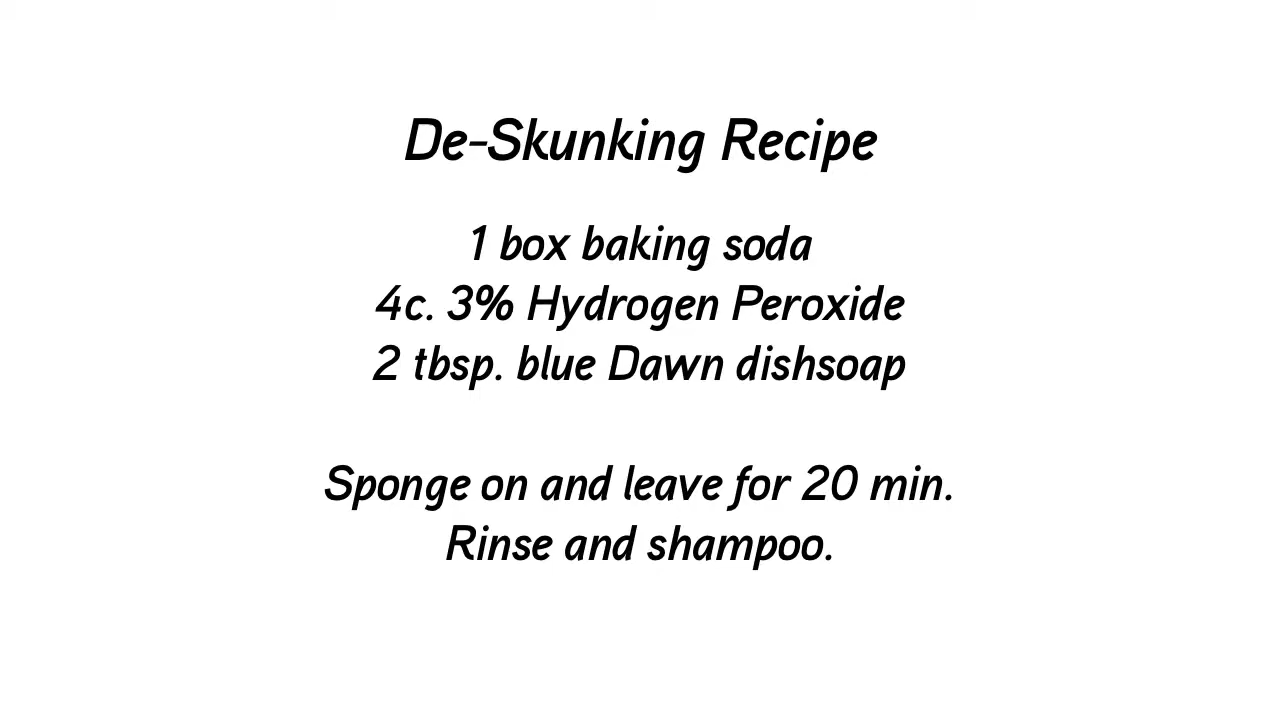 De-Skunking Recipe
1 box baking soda
4c. 3% Hydrogen Peroxide
2 tbsp. blue Dawn dishsoap
Sponge on and leave for 20 min.
Rinse and shampoo.